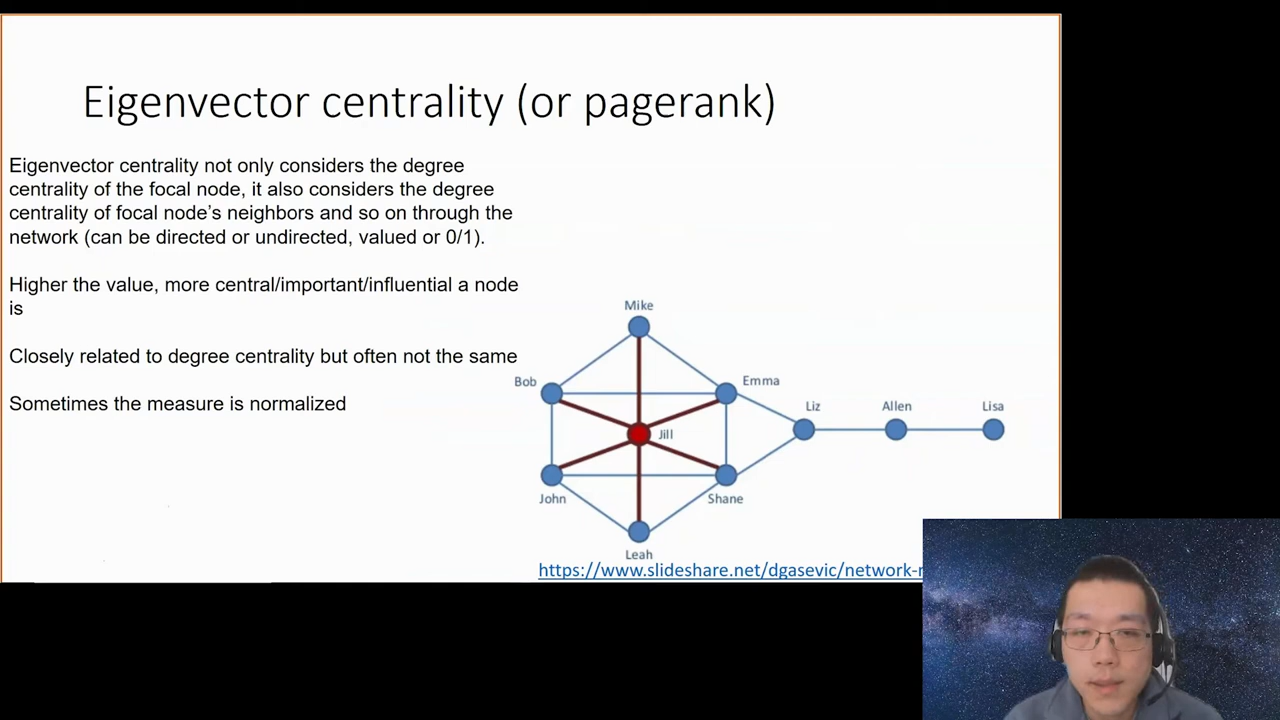 Eigenvector centrality (or pagerank)
Eigenvector centrality not only considers the degree
centrality of the focal node, it also considers the degree
centrality of focal node's neighbors and so on through the
network (can be directed or undirected, valued or 0/1).
Higher the value, more central/important/influential a node
is
Closely related to degree centrality but often not the same
Sometimes the measure is normalized
Mike
Bob
Emma
Liz
Allen
Lisa
Jill
John
Shane
Leah
https://www.slideshare.net/dgasevic/network-